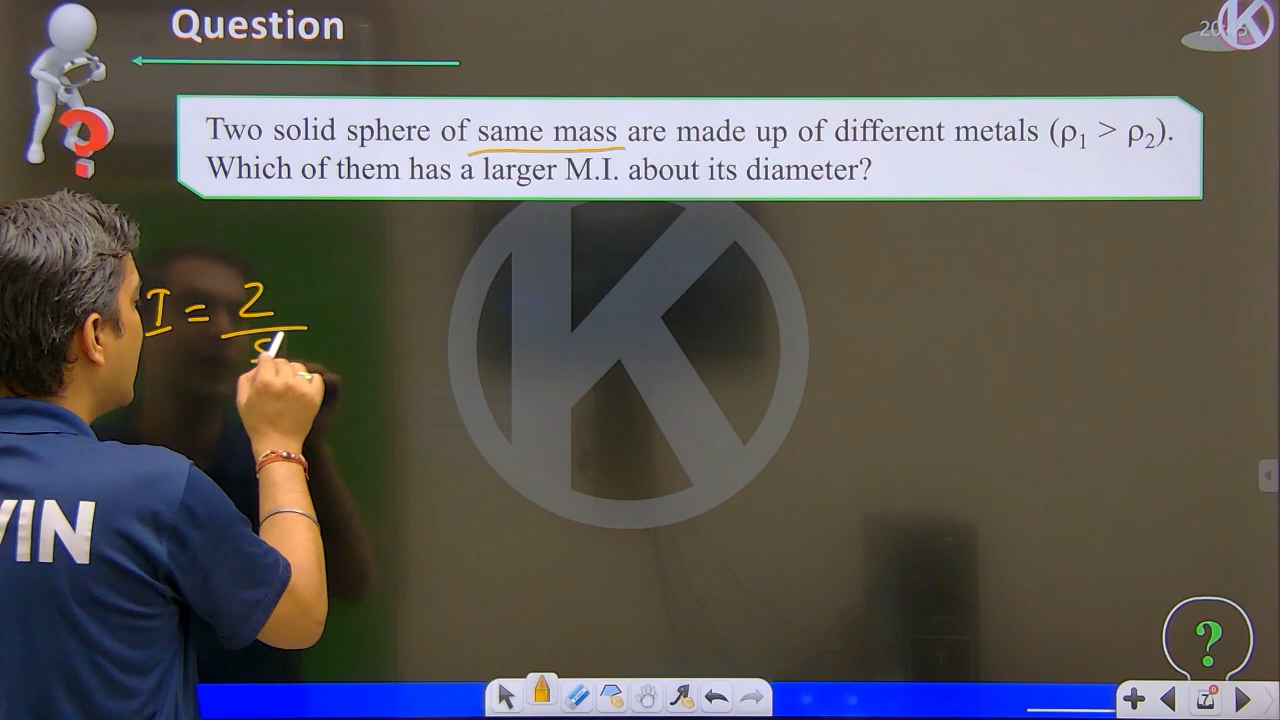 Question
Two solid sphere of same mass are made up of different metals (ρ₁ > ρ₂).
Which of them has a larger M.I. about its diameter?
I = 2/5
VIN
K
?